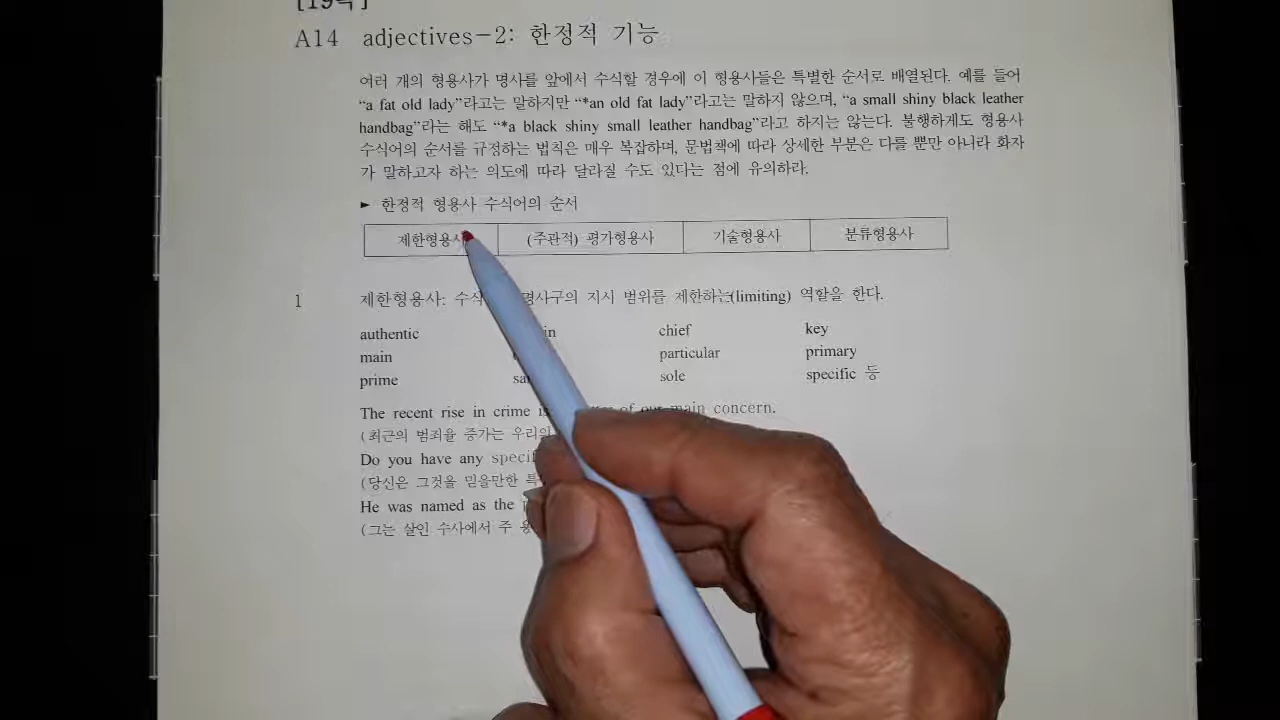 A14 adjectives-2: 한정적 기능
여러 개의 형용사가 명사를 앞에서 수식할 경우에 이 형용사들은 특별한 순서로 배열된다. 예를 들어
“a fat old lady”라고는 말하지만 “*an old fat lady”라고는 말하지 않으며, “a small shiny black leather
handbag”라는 해도 “*a black shiny small leather handbag”라고 하지는 않는다. 불행하게도 형용사
수식어의 순서를 규정하는 법칙은 매우 복잡하며, 문법책에 따라 상세한 부분은 다를 뿐만 아니라 화자
가 말하고자 하는 의도에 따라 달라질 수도 있다는 점에 유의하라.
► 한정적 형용사 수식어의 순서
제한형용사 (주관적) 평가형용사 기술형용사 분류형용사
1 제한형용사: 명사구의 지시 범위를 제한하는(limiting) 역할을 한다.
authentic chief key
main particular primary
prime sole specific 등
The recent rise in crime of our main concern.
(최근의 범죄율 증가는
Do you have any
(당신은 그것을 믿을만한
He was named as the
(그는 살인 수사에서 주